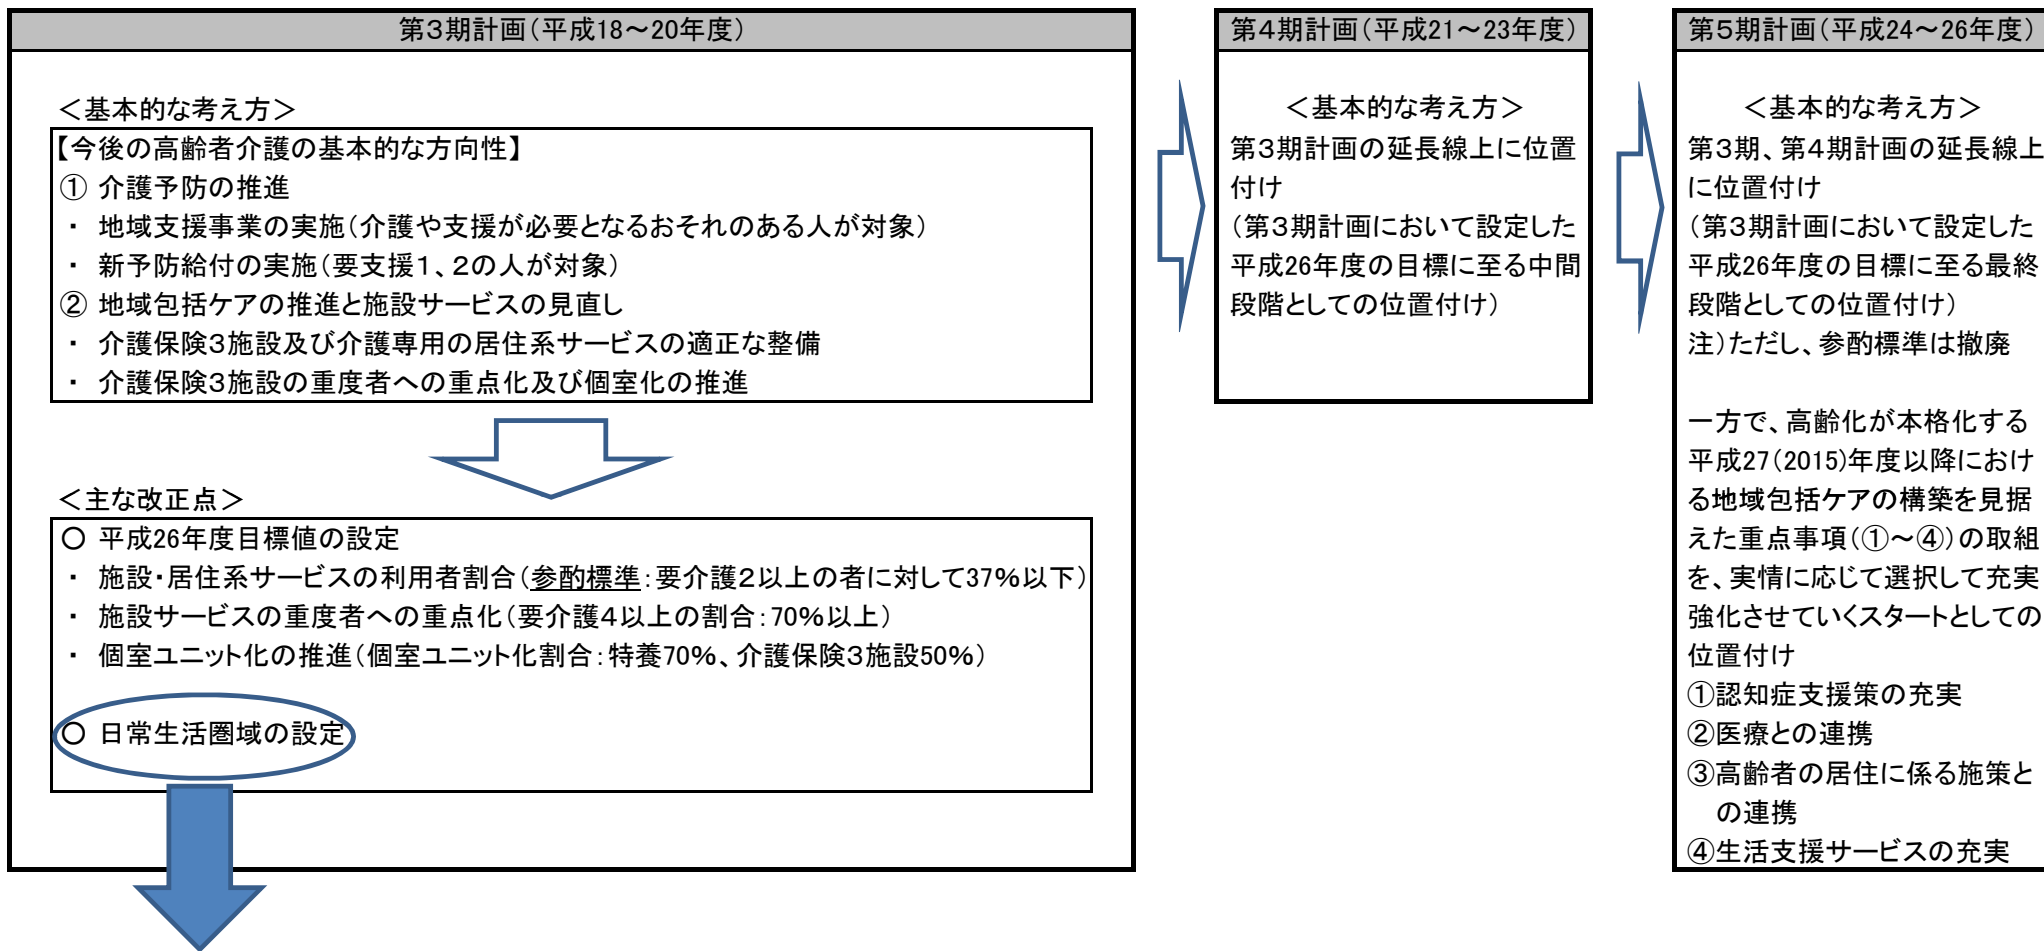 第３期計画（平成18～20年度）
＜基本的な考え方＞
【今後の高齢者介護の基本的な方向性】
① 介護予防の推進
・ 地域支援事業の実施（介護や支援が必要となるおそれのある人が対象）
・ 新予防給付の実施（要支援１、２の人が対象）
② 地域包括ケアの推進と施設サービスの見直し
・ 介護保険３施設及び介護専用の居住系サービスの適正な整備
・ 介護保険３施設の重度者への重点化及び個室化の推進
＜主な改正点＞
○ 平成26年度目標値の設定
・ 施設・居住系サービスの利用者割合（参酌標準：要介護２以上の者に対して37％以下）
・ 施設サービスの重度者への重点化（要介護４以上の割合：70％以上）
・ 個室ユニット化の推進（個室ユニット化割合：特養70％、介護保険３施設50％）
○ 日常生活圏域の設定
第４期計画（平成21～23年度）
＜基本的な考え方＞
第３期計画の延長線上に位置
付け
（第３期計画において設定した
平成26年度の目標に至る中間
段階としての位置付け）
第５期計画（平成24～26年度）
＜基本的な考え方＞
第３期、第４期計画の延長線上
に位置付け
（第３期計画において設定した
平成26年度の目標に至る最終
段階としての位置付け）
注）ただし、参酌標準は撤廃
一方で、高齢化が本格化する
平成27（2015）年度以降におけ
る地域包括ケアの構築を見据
えた重点事項（①～④）の取組
を、実情に応じて選択して充実
強化させていくスタートとしての
位置付け
①認知症支援策の充実
②医療との連携
③高齢者の居住に係る施策と
の連携
④生活支援サービスの充実